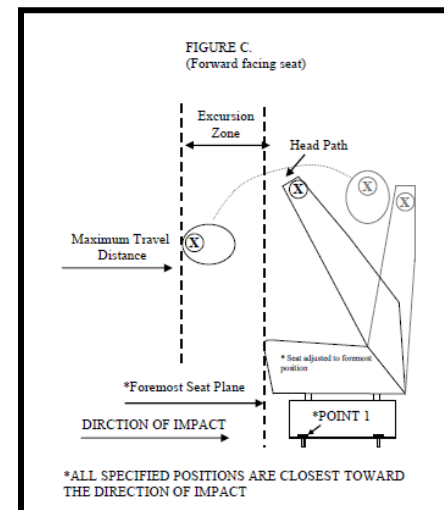 FIGURE C.
(Forward facing seat)
Excursion
Zone
Head Path
X
X
X
X
Maximum Travel
Distance
* Seat adjusted to foremost
position
*Foremost Seat Plane
*POINT 1
DIRCTION OF IMPACT
*ALL SPECIFIED POSITIONS ARE CLOSEST TOWARD
THE DIRECTION OF IMPACT